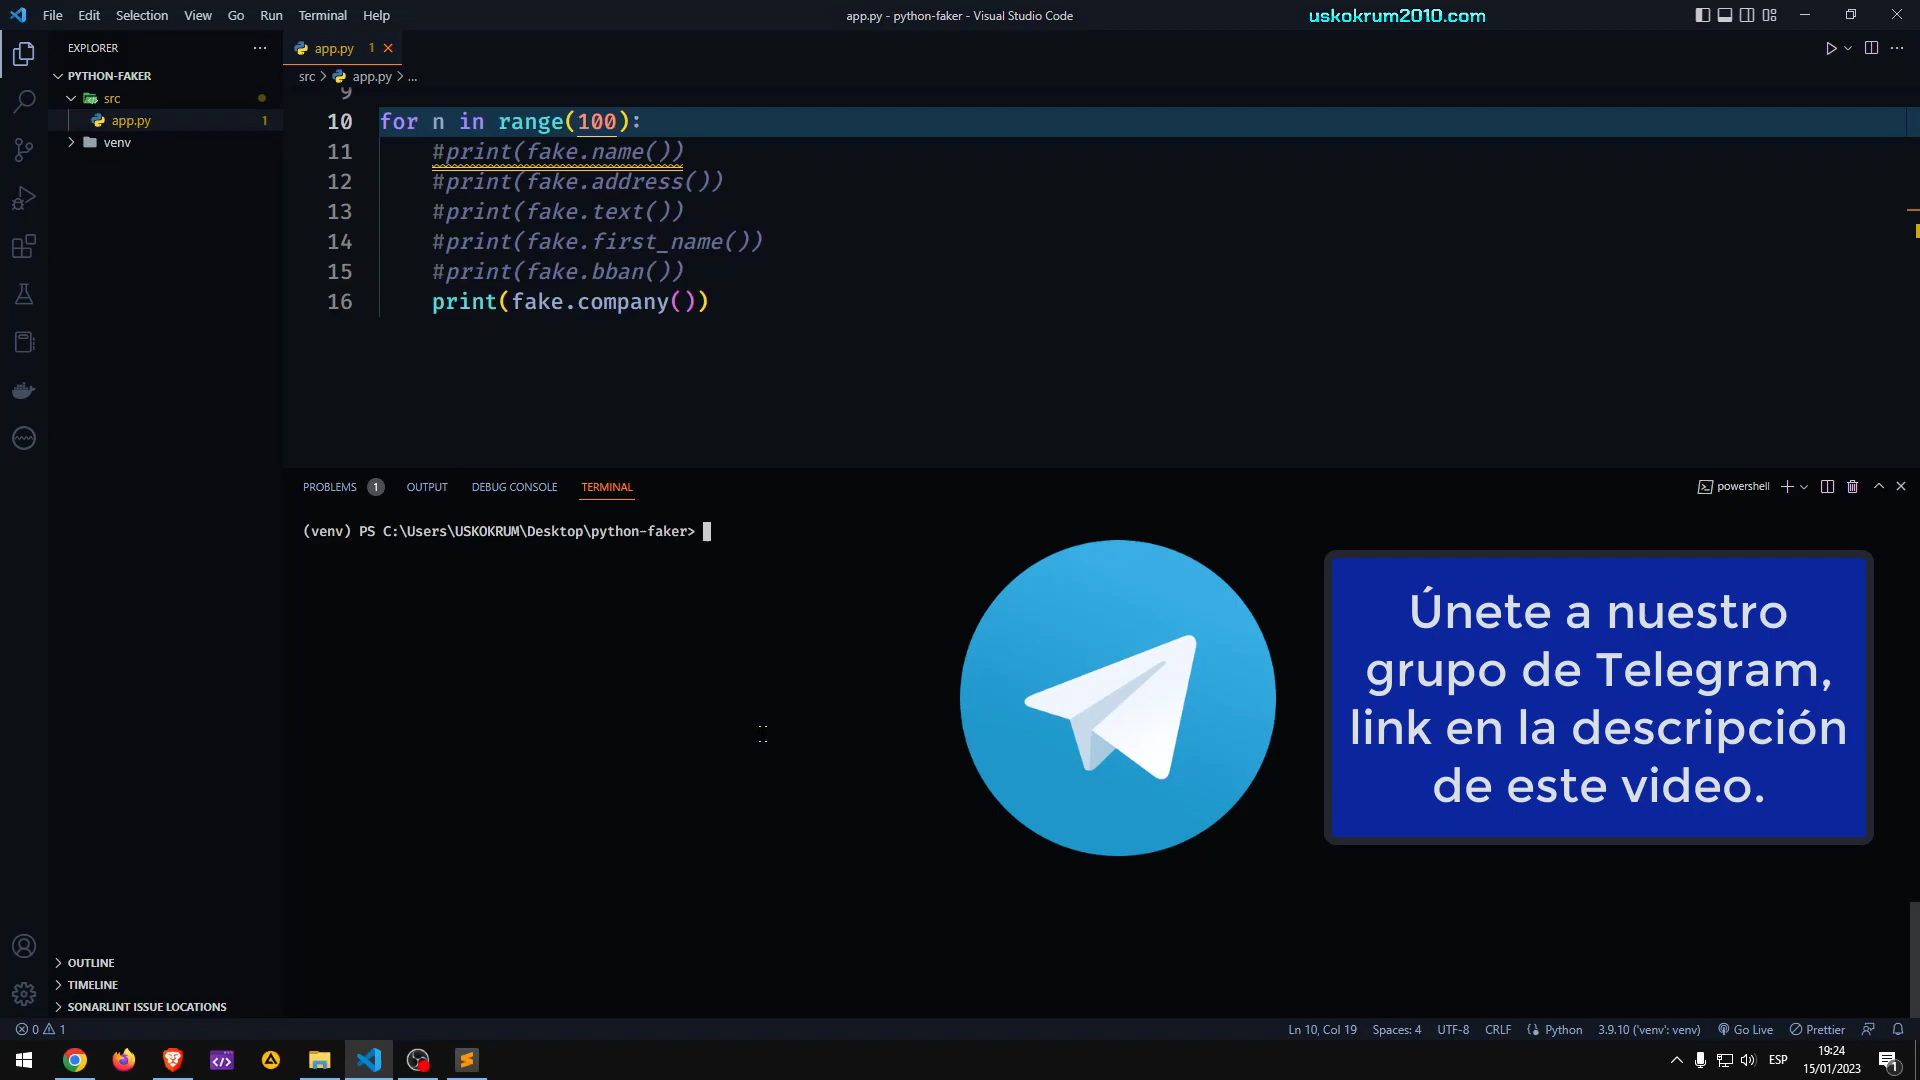 File Edit Selection View Go Run Terminal Help
app.py - python-faker - Visual Studio Code
uskokrum2010.com
EXPLORER
PYTHON-FAKER
src
app.py 1
venv
app.py 1
src > app.py > ...
9
10 for n in range(100):
11 #print(fake.name())
12 #print(fake.address())
13 #print(fake.text())
14 #print(fake.first_name())
15 #print(fake.bban())
16 print(fake.company())
PROBLEMS 1 OUTPUT DEBUG CONSOLE TERMINAL
powershell
(venv) PS C:\Users\USKOKRUM\Desktop\python-faker>
Únete a nuestro
grupo de Telegram,
link en la descripción
de este video.
OUTLINE
TIMELINE
SONARLINT ISSUE LOCATIONS
0 1
Ln 10, Col 19 Spaces: 4 UTF-8 CRLF Python 3.9.10 ('venv': venv) Go Live Prettier
ESP
19:24
15/01/2023
1